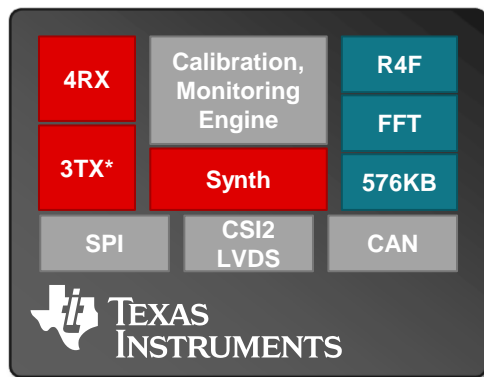 4RX
Calibration,
Monitoring
Engine
R4F
FFT
3TX*
Synth
576KB
SPI
CSI2
LVDS
CAN
TEXAS
INSTRUMENTS